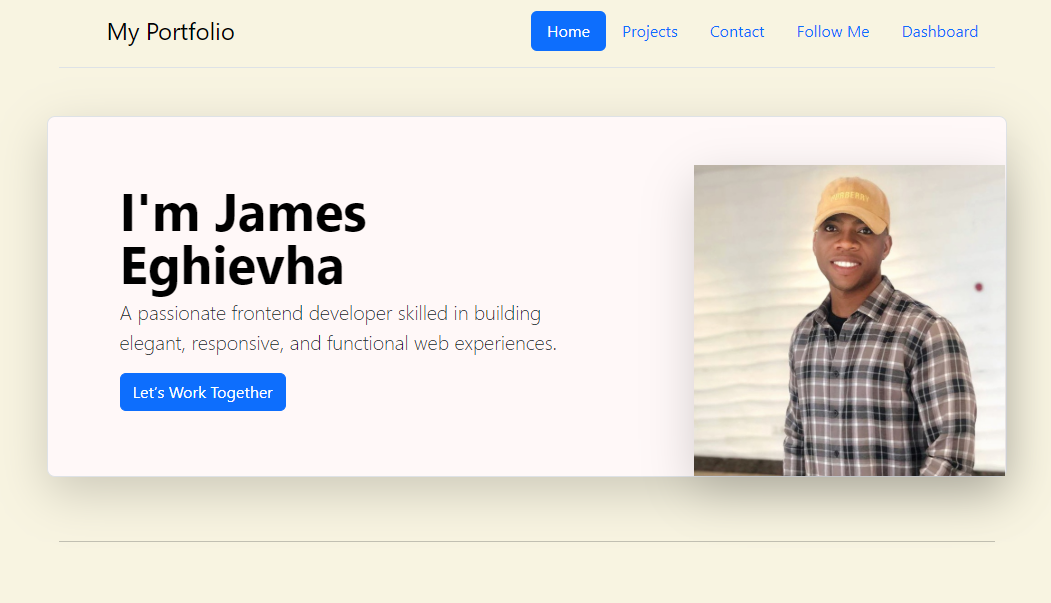 My Portfolio
Home Projects Contact Follow Me Dashboard
I'm James
Eghievha
A passionate frontend developer skilled in building
elegant, responsive, and functional web experiences.
Let’s Work Together